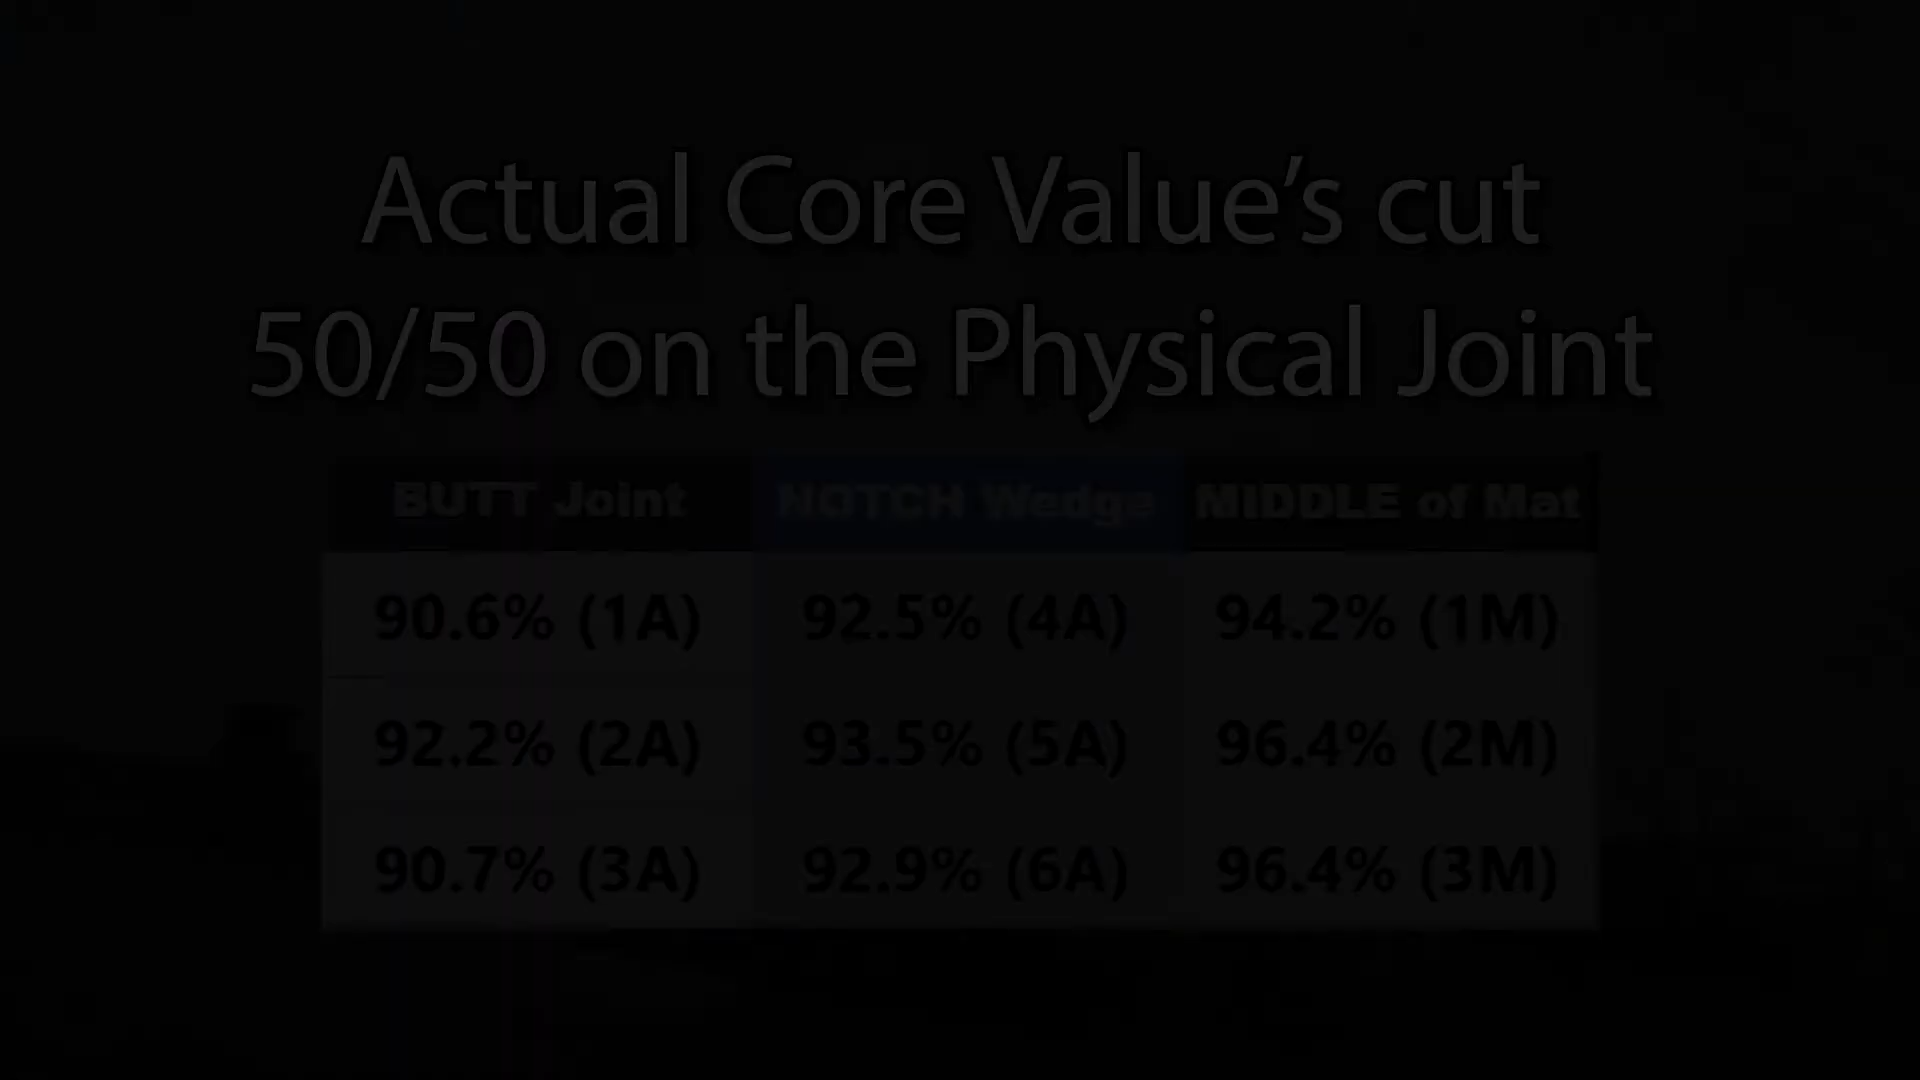 Actual Core Value’s cut
50/50 on the Physical Joint
BUTT Joint NOTCH Wedge MIDDLE of Mat
90.6% (1A) 92.5% (4A) 94.2% (1M)
92.2% (2A) 93.5% (5A) 96.4% (2M)
90.7% (3A) 92.9% (6A) 96.4% (3M)